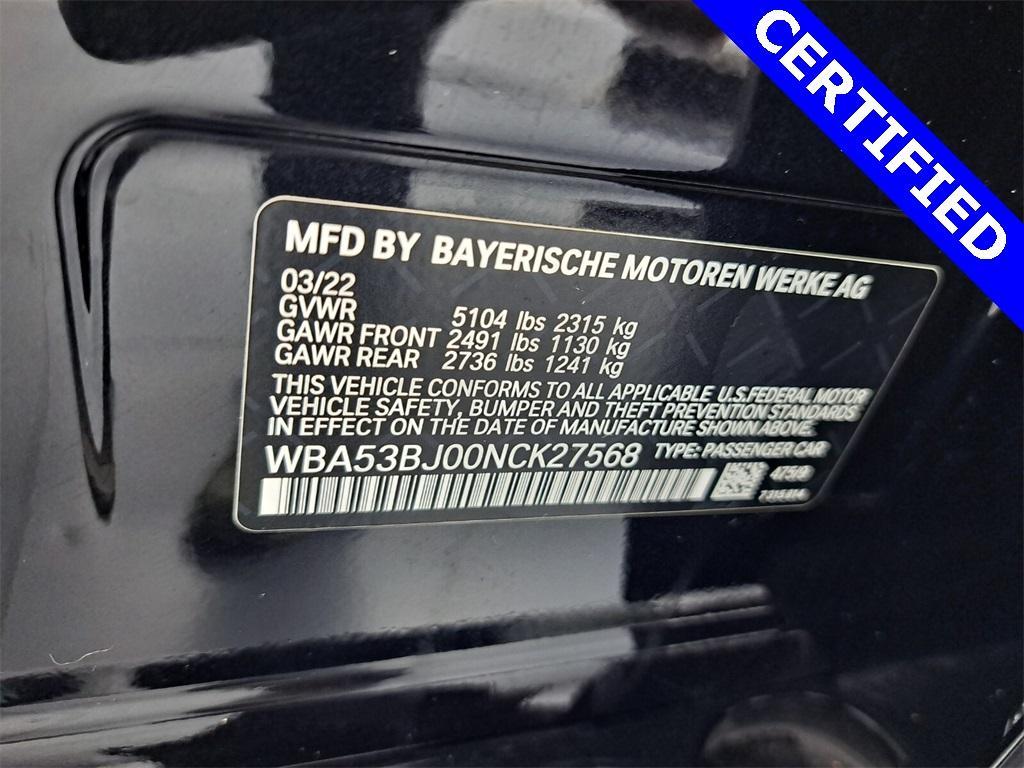 CERTIFIED
MFD BY BAYERISCHE MOTOREN WERKE AG
03/22
GVWR 5104 lbs 2315 kg
GAWR FRONT 2491 lbs 1130 kg
GAWR REAR 2736 lbs 1241 kg
THIS VEHICLE CONFORMS TO ALL APPLICABLE U.S. FEDERAL MOTOR
VEHICLE SAFETY, BUMPER AND THEFT PREVENTION STANDARDS
IN EFFECT ON THE DATE OF MANUFACTURE SHOWN ABOVE.
WBA53BJ00NCK27568 TYPE: PASSENGER CAR